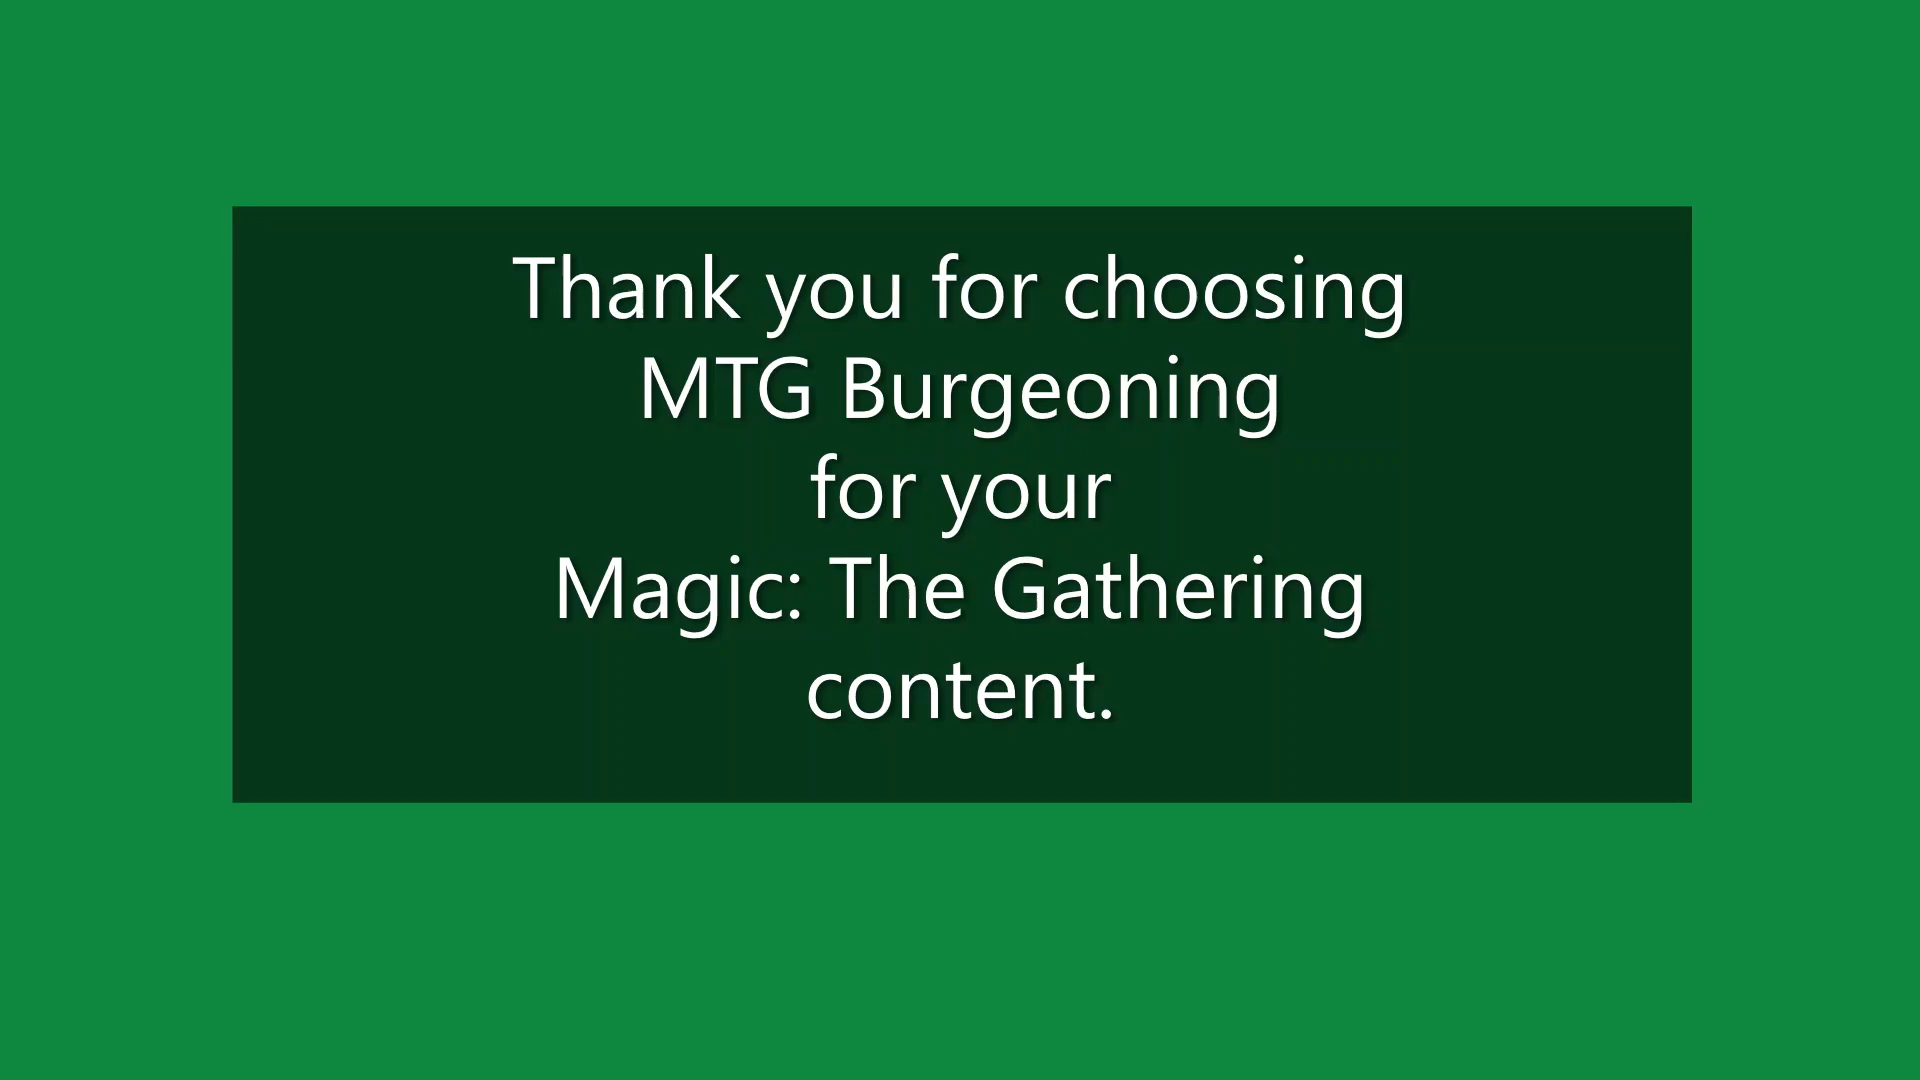 Thank you for choosing
MTG Burgeoning
for your
Magic: The Gathering
content.